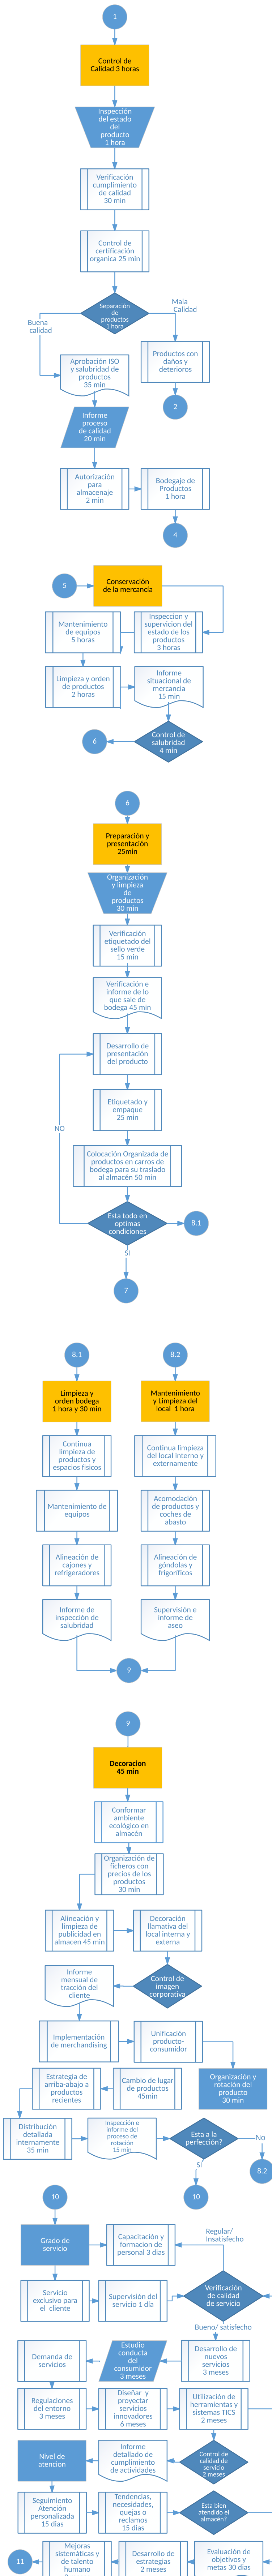 1
Control de
Calidad 3 horas
Inspección
del estado
del
producto
1 hora
Verificación
cumplimiento
de calidad
30 min
Control de
certificación
organica 25 min
Separación
de
productos
1 hora
Buena
calidad
Mala
Calidad
Aprobación ISO
y salubridad de
productos
35 min
Productos con
daños y
deterioros
2
Informe
proceso
de calidad
20 min
Autorización
para
almacenaje
2 min
Bodegaje de
Productos
1 hora
4
5
Conservación
de la mercancía
Mantenimiento
de equipos
5 horas
Inspeccion y
supervicion del
estado de los
productos
3 horas
Limpieza y orden
de productos
2 horas
Informe
situacional de
mercancia
15 min
6
Control de
salubridad
4 min
6
Preparación y
presentación
25min
Organización
y limpieza
de
productos
30 min
Verificación
etiquetado del
sello verde
15 min
Verificación e
informe de lo
que sale de
bodega 45 min
Desarrollo de
presentación
del producto
Etiquetado y
empaque
25 min
NO
Colocación Organizada de
productos en carros de
bodega para su traslado
al almacén 50 min
Esta todo en
optimas
condiciones
8.1
SI
7
8.1
8.2
Limpieza y
orden bodega
1 hora y 30 min
Mantenimiento
y Limpieza del
local 1 hora
Continua
limpieza de
productos y
espacios fisicos
Continua limpieza
del local interno y
externamente
Mantenimiento de
equipos
Acomodación
de productos y
coches de
abasto
Alineación de
cajones y
refrigeradores
Alineación de
góndolas y
frigoríficos
Informe de
inspección de
salubridad
Supervisión e
informe de
aseo
9
9
Decoracion
45 min
Conformar
ambiente
ecológico en
almacén
Organización de
ficheros con
precios de los
productos
30 min
Alineación y
limpieza de
publicidad en
almacen 45 min
Decoración
llamativa del
local interna y
externa
Informe
mensual de
tracción del
cliente
Control de
imagen
corporativa
Implementación
de merchandising
Unificación
producto-
consumidor
Estrategia de
arriba-abajo a
productos
recientes
Cambio de lugar
de productos
45min
Organización y
rotación del
producto
30 min
Distribución
detallada
internamente
35 min
Inspección e
informe del
proceso de
rotación
15 min
Esta a la
perfección?
No
8.2
Sí
10
10
Grado de
servicio
Capacitación y
formacion de
personal 3 dias
Regular/
Insatisfecho
Servicio
exclusivo para
el cliente
Supervisión del
servicio 1 dia
Verificación
de calidad
de servicio
Bueno/ satisfecho
Demanda de
servicios
Estudio
conducta
del
consumidor
3 meses
Desarrollo de
nuevos
servicios
3 meses
Regulaciones
del entorno
3 meses
Diseñar y
proyectar
servicios
innovadores
6 meses
Utilización de
herramientas y
sistemas TICS
2 meses
Nivel de
atencion
Informe
detallado de
cumplimiento
de actividades
Control de
calidad de
servicio
2 meses
Seguimiento
Atención
personalizada
15 días
Tendencias,
necesidades,
quejas o
reclamos
15 días
Esta bien
atendido el
almacén?
11
Mejoras
sistemáticas y
de talento
humano
Desarrollo de
estrategias
2 meses
Evaluación de
objetivos y
metas 30 días